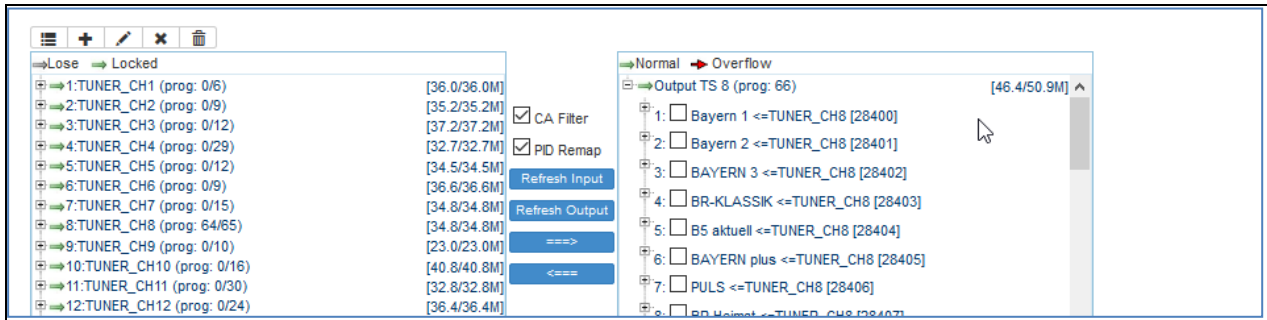 Lose Locked
1:TUNER_CH1 (prog: 0/6) [36.0/36.0M]
2:TUNER_CH2 (prog: 0/9) [35.2/35.2M]
3:TUNER_CH3 (prog: 0/12) [37.2/37.2M]
4:TUNER_CH4 (prog: 0/29) [32.7/32.7M]
5:TUNER_CH5 (prog: 0/12) [34.5/34.5M]
6:TUNER_CH6 (prog: 0/9) [36.6/36.6M]
7:TUNER_CH7 (prog: 0/15) [34.8/34.8M]
8:TUNER_CH8 (prog: 64/65) [34.8/34.8M]
9:TUNER_CH9 (prog: 0/10) [23.0/23.0M]
10:TUNER_CH10 (prog: 0/16) [40.8/40.8M]
11:TUNER_CH11 (prog: 0/30) [32.8/32.8M]
12:TUNER_CH12 (prog: 0/24) [36.4/36.4M]
CA Filter
PID Remap
Refresh Input
Refresh Output
===>
<===
Normal Overflow
Output TS 8 (prog: 66) [46.4/50.9M]
1: Bayern 1 <=TUNER_CH8 [28400]
2: Bayern 2 <=TUNER_CH8 [28401]
3: BAYERN 3 <=TUNER_CH8 [28402]
4: BR-KLASSIK <=TUNER_CH8 [28403]
5: B5 aktuell <=TUNER_CH8 [28404]
6: BAYERN plus <=TUNER_CH8 [28405]
7: PULS <=TUNER_CH8 [28406]
8: BR Heimat <=TUNER_CH8 [28407]